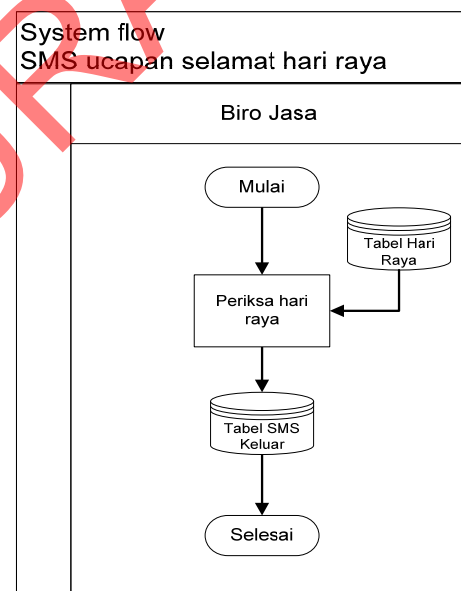 System flow
SMS ucapan selamat hari raya
Biro Jasa
Mulai
Tabel Hari
Raya
Periksa hari
raya
Tabel SMS
Keluar
Selesai